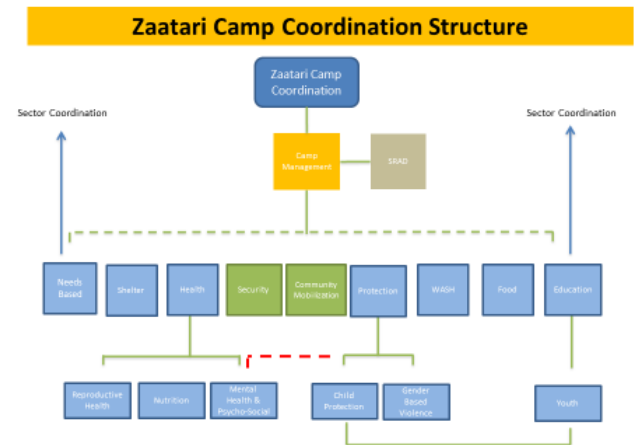 Zaatari Camp Coordination Structure
Zaatari Camp
Coordination
Sector Coordination
Sector Coordination
Camp
Management
SRAD
Needs
Based
Shelter
Health
Security
Community
Mobilization
Protection
WASH
Food
Education
Reproductive
Health
Nutrition
Mental
Health &
Psycho-Social
Child
Protection
Gender
Based
Violence
Youth